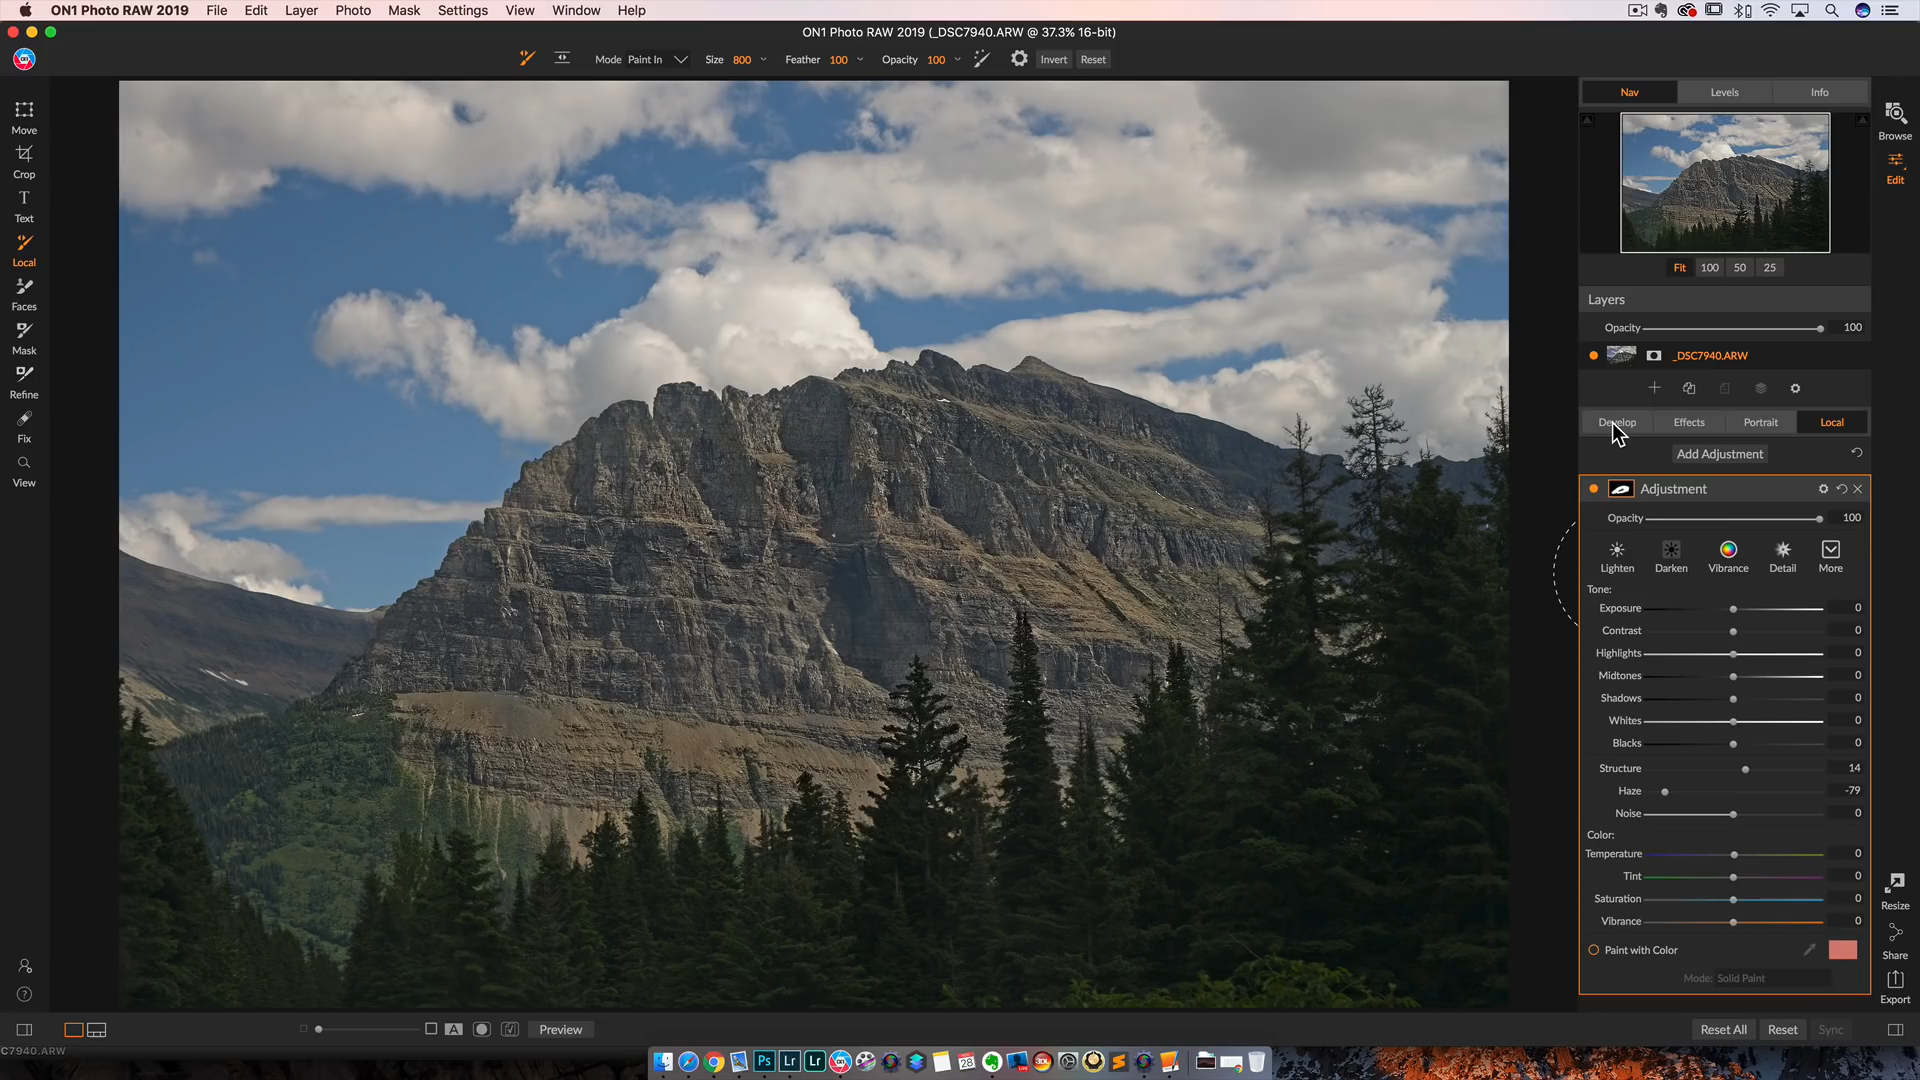 ON1 Photo RAW 2019 File Edit Layer Photo Mask Settings View Window Help
ON1 Photo RAW 2019 (_DSC7940.ARW @ 37.3% 16-bit)
Mode Paint In Size 800 Feather 100 Opacity 100 Invert Reset
Move
Crop
Text
Local
Faces
Mask
Refine
Fix
View
Nav Levels Info
Fit 100 50 25
Browse
Edit
Layers
Opacity 100
_DSC7940.ARW
Develop Effects Portrait Local
Add Adjustment
Adjustment
Opacity 100
Lighten Darken Vibrance Detail More
Tone:
Exposure 0
Contrast 0
Highlights 0
Midtones 0
Shadows 0
Whites 0
Blacks 0
Structure 14
Haze -79
Noise 0
Color:
Temperature 0
Tint 0
Saturation 0
Vibrance 0
Paint with Color
Mode: Solid Paint
Resize
Share
Export
A Preview
Reset All Reset Sync
C7940.ARW
Ps Lr Lr 28